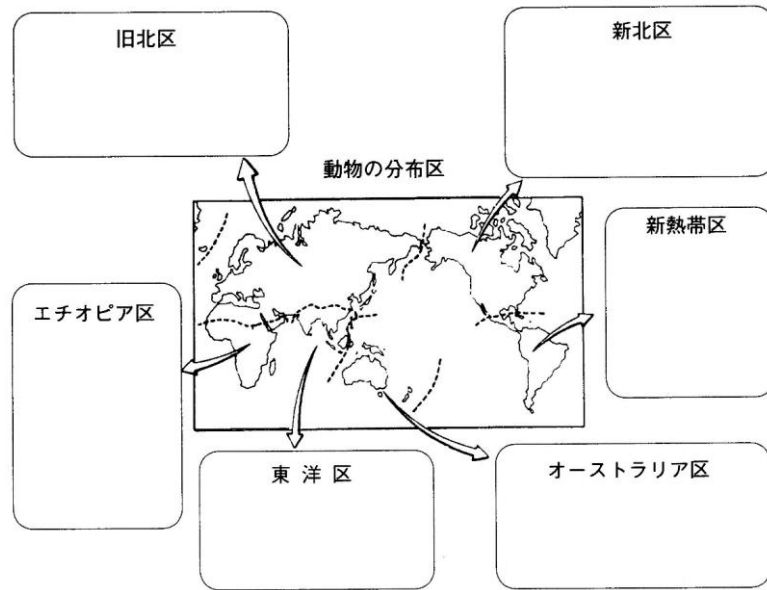 旧北区
新北区
動物の分布区
新熱帯区
エチオピア区
東洋区
オーストラリア区